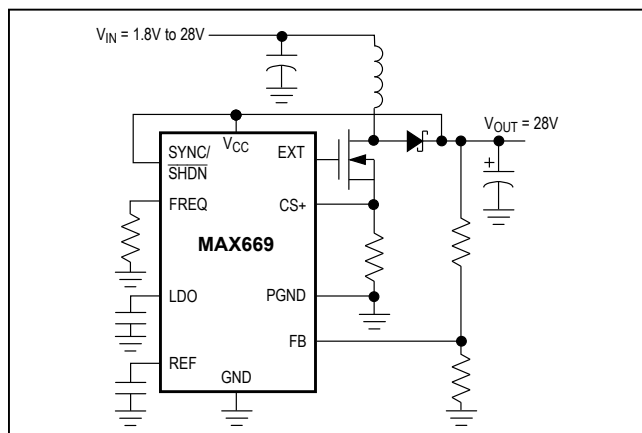 V_IN = 1.8V to 28V
V_OUT = 28V
V_CC
SYNC/
SHDN
EXT
FREQ
CS+
MAX669
LDO
PGND
FB
REF
GND
+